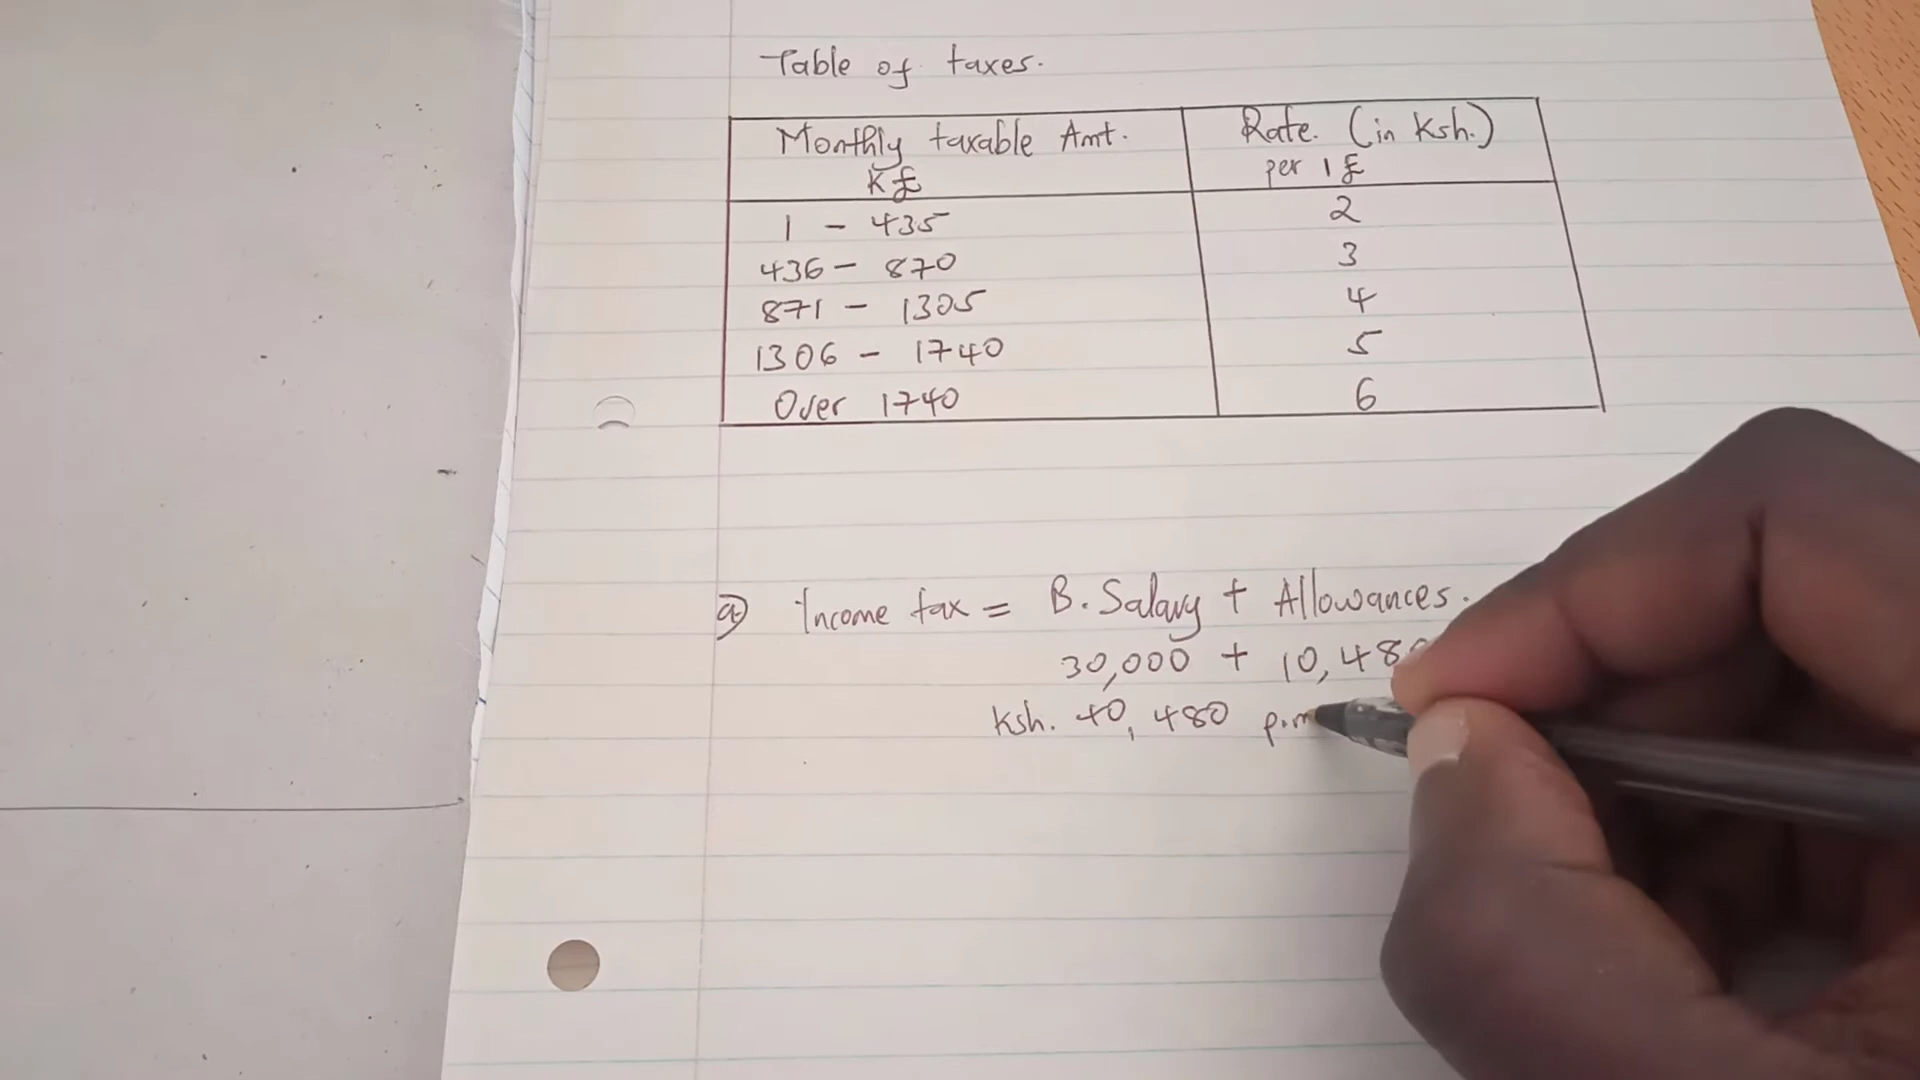 Table of taxes.
Monthly taxable Amt. K£
Rate. (in Ksh.) per 1 £
1 - 435 2
436 - 870 3
871 - 1305 4
1306 - 1740 5
Over 1740 6
a) Income tax = B. Salary + Allowances.
30,000 + 10,480
Ksh. 40,480 p.m